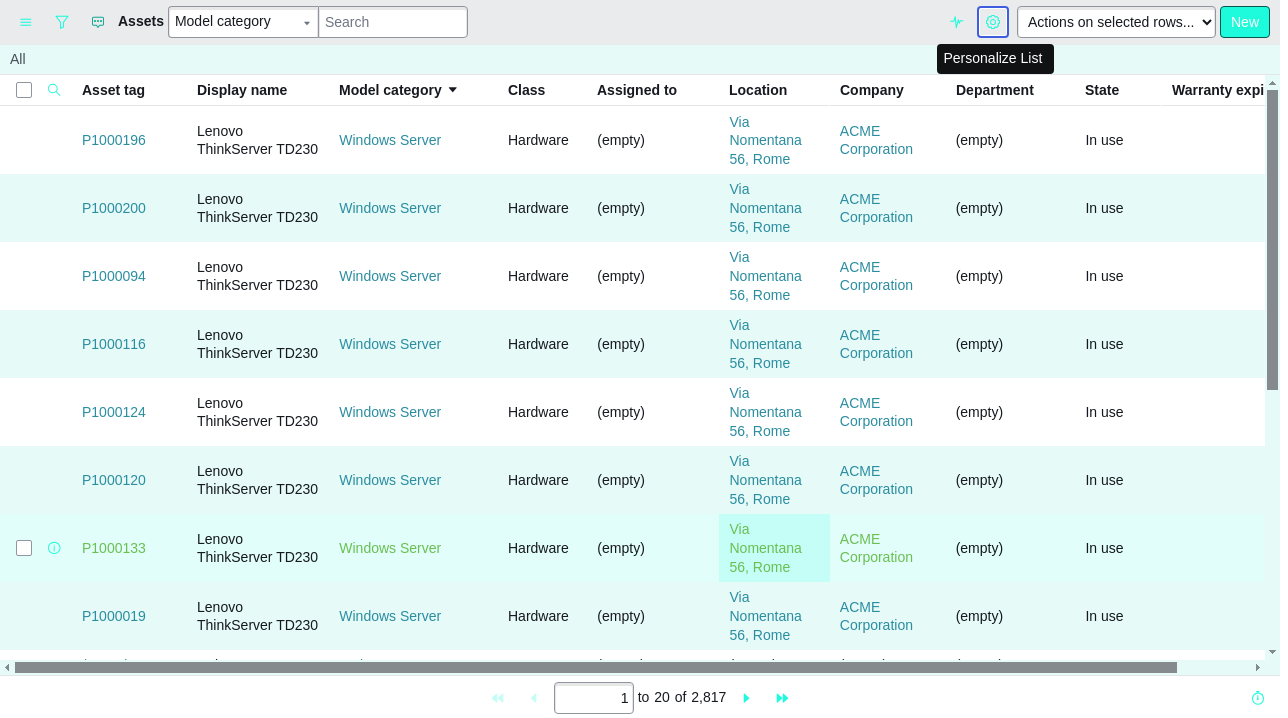 Assets
Model category
Search
Actions on selected rows...
New
All
Personalize List
Asset tag
Display name
Model category
Class
Assigned to
Location
Company
Department
State
Warranty expi
P1000196
Lenovo
ThinkServer TD230
Windows Server
Hardware
(empty)
Via
Nomentana
56, Rome
ACME
Corporation
(empty)
In use
P1000200
Lenovo
ThinkServer TD230
Windows Server
Hardware
(empty)
Via
Nomentana
56, Rome
ACME
Corporation
(empty)
In use
P1000094
Lenovo
ThinkServer TD230
Windows Server
Hardware
(empty)
Via
Nomentana
56, Rome
ACME
Corporation
(empty)
In use
P1000116
Lenovo
ThinkServer TD230
Windows Server
Hardware
(empty)
Via
Nomentana
56, Rome
ACME
Corporation
(empty)
In use
P1000124
Lenovo
ThinkServer TD230
Windows Server
Hardware
(empty)
Via
Nomentana
56, Rome
ACME
Corporation
(empty)
In use
P1000120
Lenovo
ThinkServer TD230
Windows Server
Hardware
(empty)
Via
Nomentana
56, Rome
ACME
Corporation
(empty)
In use
P1000133
Lenovo
ThinkServer TD230
Windows Server
Hardware
(empty)
Via
Nomentana
56, Rome
ACME
Corporation
(empty)
In use
P1000019
Lenovo
ThinkServer TD230
Windows Server
Hardware
(empty)
Via
Nomentana
56, Rome
ACME
Corporation
(empty)
In use
1 to 20 of 2,817